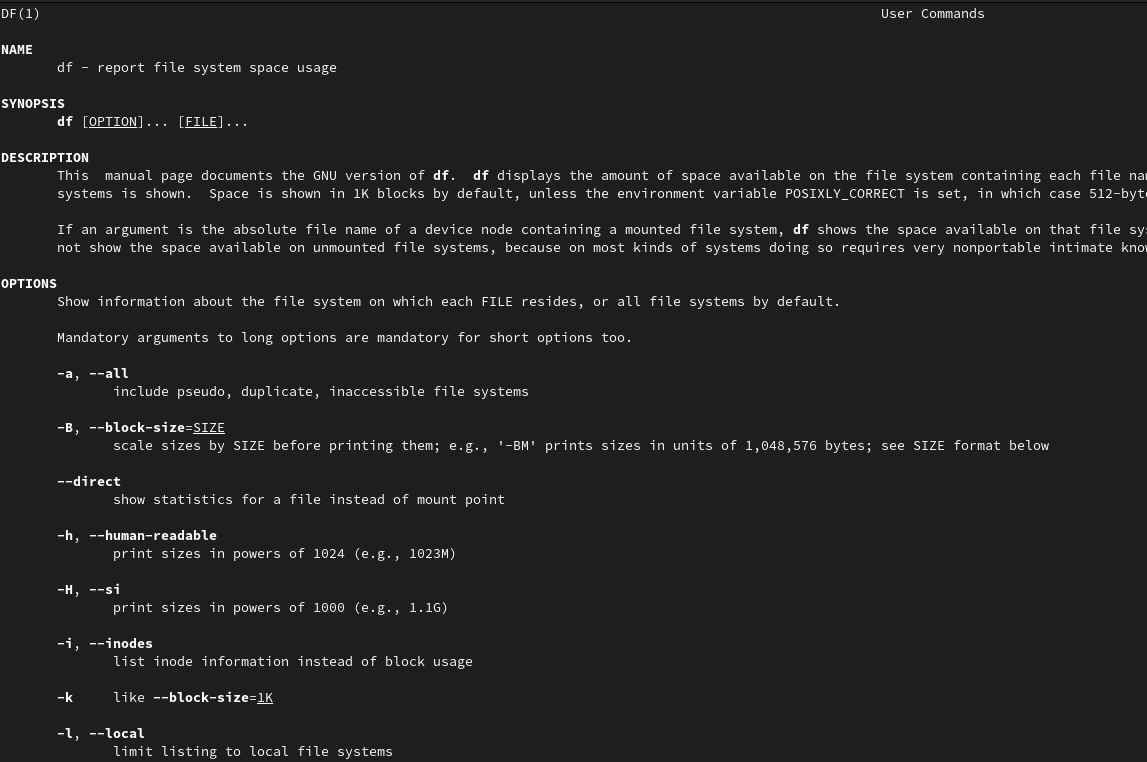 DF(1) User Commands
NAME
df - report file system space usage
SYNOPSIS
df [OPTION]... [FILE]...
DESCRIPTION
This  manual page documents the GNU version of df.  df displays the amount of space available on the file system containing each file
systems is shown.  Space is shown in 1K blocks by default, unless the environment variable POSIXLY_CORRECT is set, in which case
If an argument is the absolute file name of a device node containing a mounted file system, df shows the space available on that file
not show the space available on unmounted file systems, because on most kinds of systems doing so requires very nonportable intimate
OPTIONS
Show information about the file system on which each FILE resides, or all file systems by default.
Mandatory arguments to long options are mandatory for short options too.
-a, --all
include pseudo, duplicate, inaccessible file systems
-B, --block-size=SIZE
scale sizes by SIZE before printing them; e.g., '-BM' prints sizes in units of 1,048,576 bytes; see SIZE format below
--direct
show statistics for a file instead of mount point
-h, --human-readable
print sizes in powers of 1024 (e.g., 1023M)
-H, --si
print sizes in powers of 1000 (e.g., 1.1G)
-i, --inodes
list inode information instead of block usage
-k     like --block-size=1K
-l, --local
limit listing to local file systems